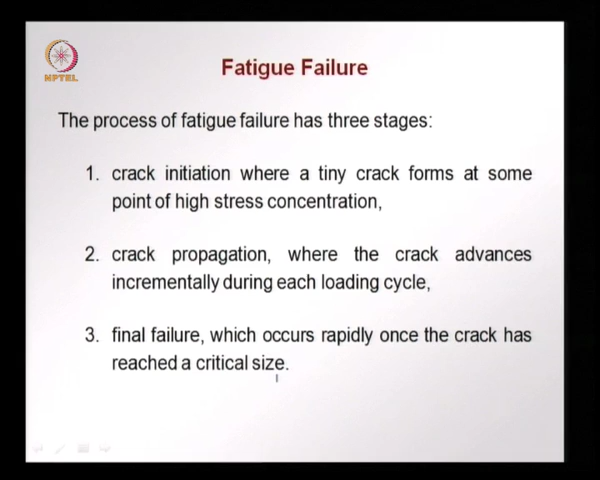 NPTEL
Fatigue Failure
The process of fatigue failure has three stages:
1. crack initiation where a tiny crack forms at some
point of high stress concentration,
2. crack propagation, where the crack advances
incrementally during each loading cycle,
3. final failure, which occurs rapidly once the crack has
reached a critical size.